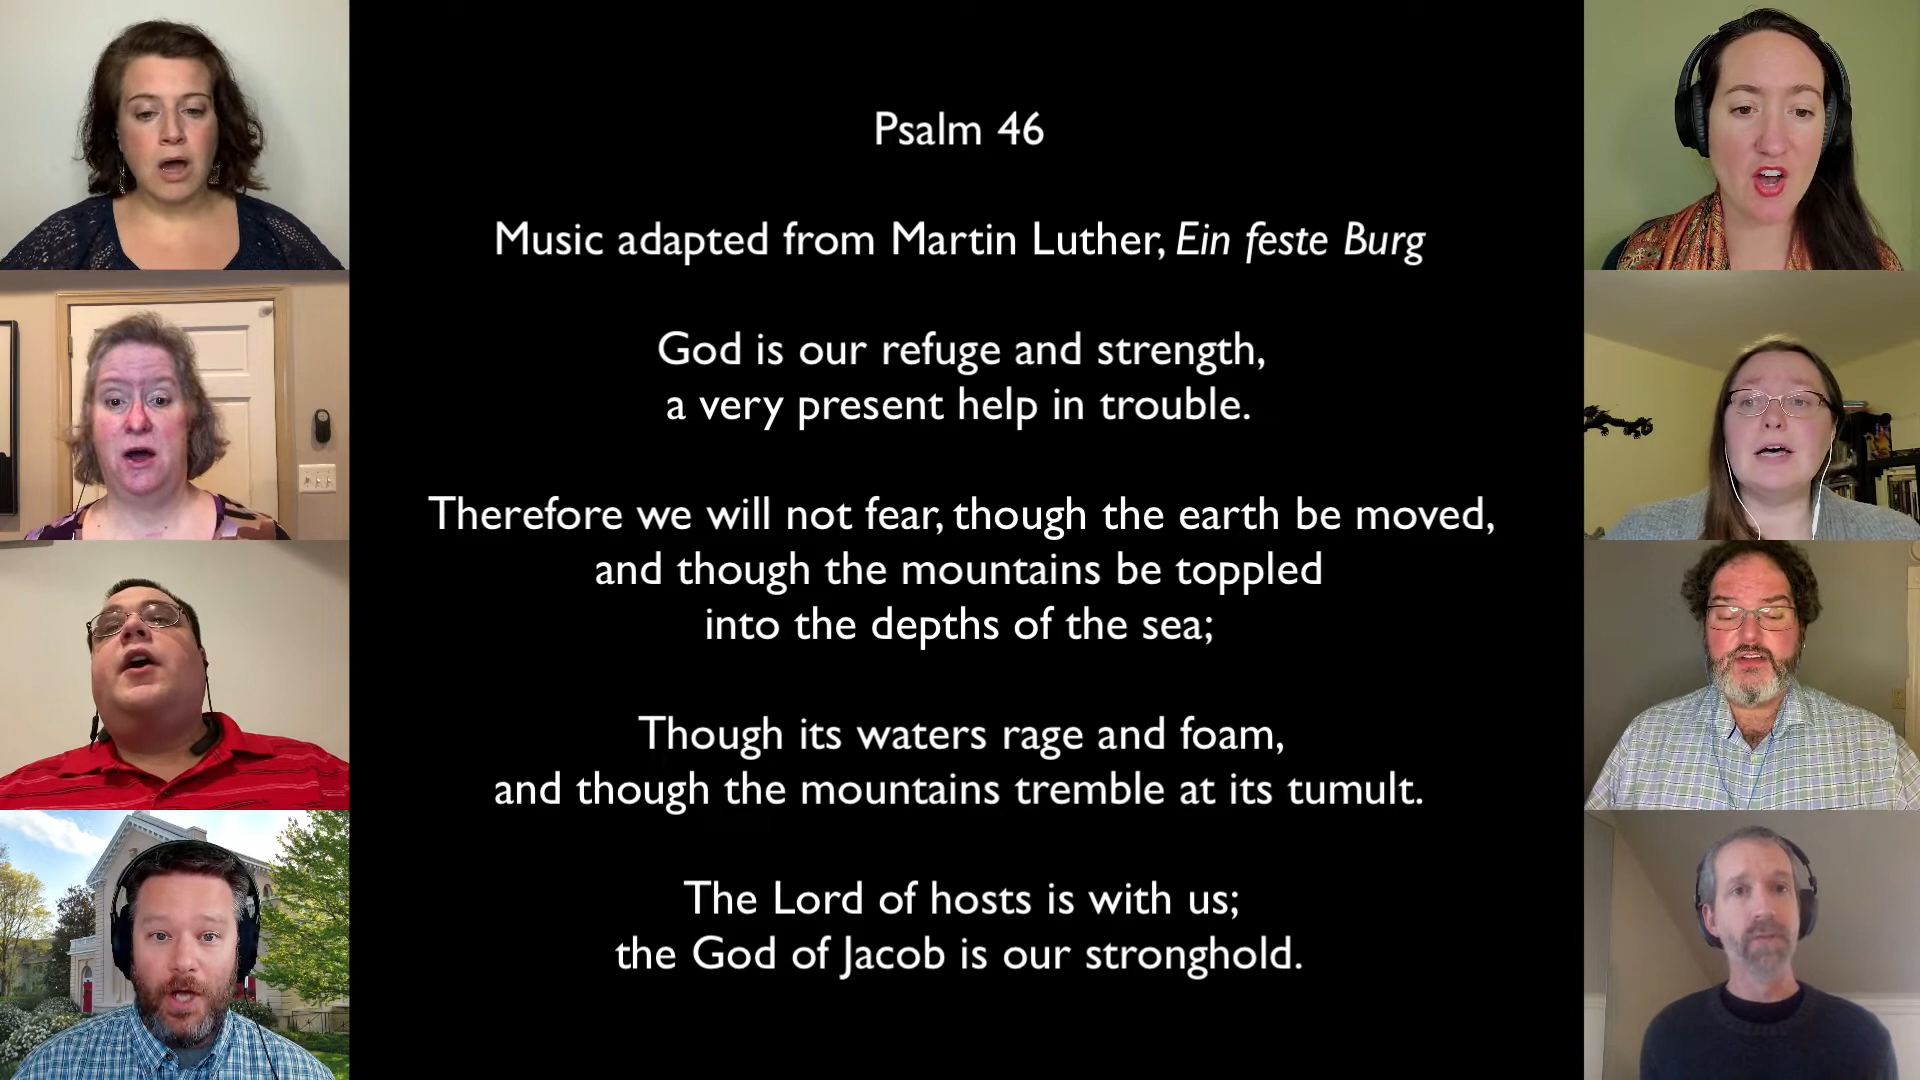 Psalm 46
Music adapted from Martin Luther, Ein feste Burg
God is our refuge and strength,
a very present help in trouble.
Therefore we will not fear, though the earth be moved,
and though the mountains be toppled
into the depths of the sea;
Though its waters rage and foam,
and though the mountains tremble at its tumult.
The Lord of hosts is with us;
the God of Jacob is our stronghold.